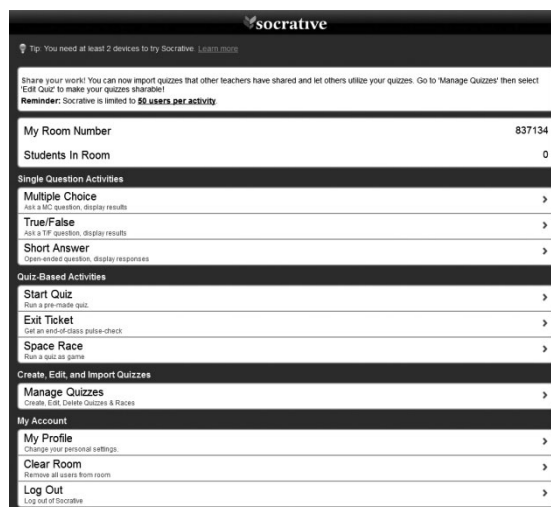 socrative
Tip: You need at least 2 devices to try Socrative. Learn more
Share your work! You can now import quizzes that other teachers have shared and let others utilize your quizzes. Go to 'Manage Quizzes' then select
'Edit Quiz' to make your quizzes sharable!
Reminder: Socrative is limited to 50 users per activity.
My Room Number 837134
Students In Room 0
Single Question Activities
Multiple Choice
Ask a MC question, display results
True/False
Ask a T/F question, display results
Short Answer
Open-ended question, display responses
Quiz-Based Activities
Start Quiz
Run a pre-made quiz.
Exit Ticket
Get an end-of-class pulse-check
Space Race
Run a quiz as game
Create, Edit, and Import Quizzes
Manage Quizzes
Create, Edit, Delete Quizzes & Races
My Account
My Profile
Change your personal settings.
Clear Room
Remove all users from room
Log Out
Log out of Socrative